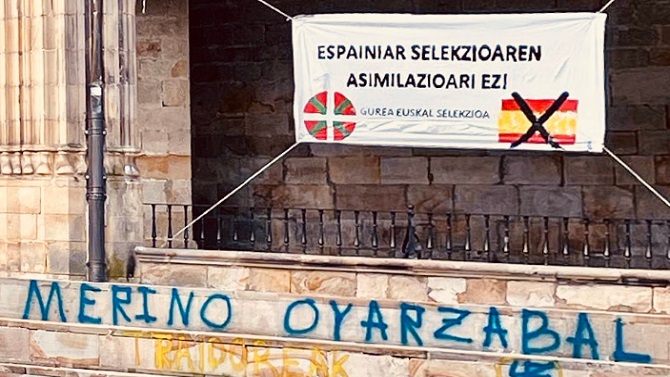 ESPAINIAR SELEKZIOAREN
ASIMILAZIOARI EZ!
GUREA EUSKAL SELEKZIOA
MERINO OYARZABAL
TRAIDOREAK